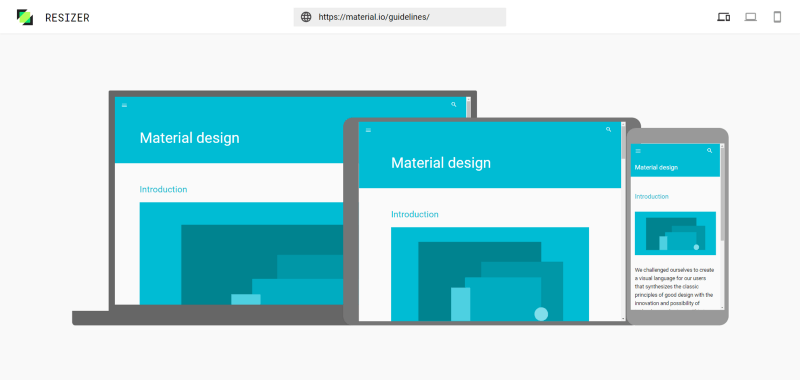 RESIZER
https://material.io/guidelines/
Material design
Introduction
Material design
Introduction
Material design
Introduction
We challenged ourselves to create
a visual language for our users
that synthesizes the classic
principles of good design with the
innovation and possibility of